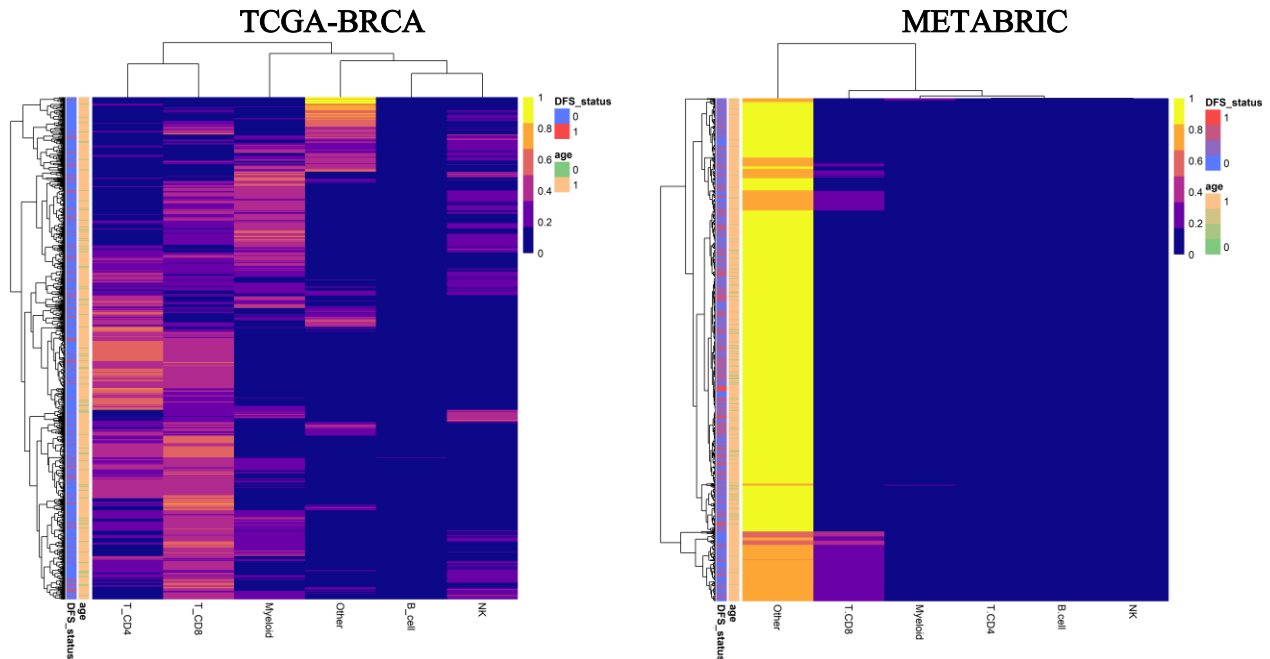 TCGA-BRCA
1
0.8
0.6
0.4
0.2
0
DFS_status
0
1
age
0
1
DFS_status
age
T_CD4
T_CD8
Myeloid
Other
B_cell
NK
METABRIC
1
0.8
0.6
0.4
0.2
0
DFS_status
1
0
age
1
0
DFS_status
age
Other
T.CD8
Myeloid
T.CD4
B.cell
NK